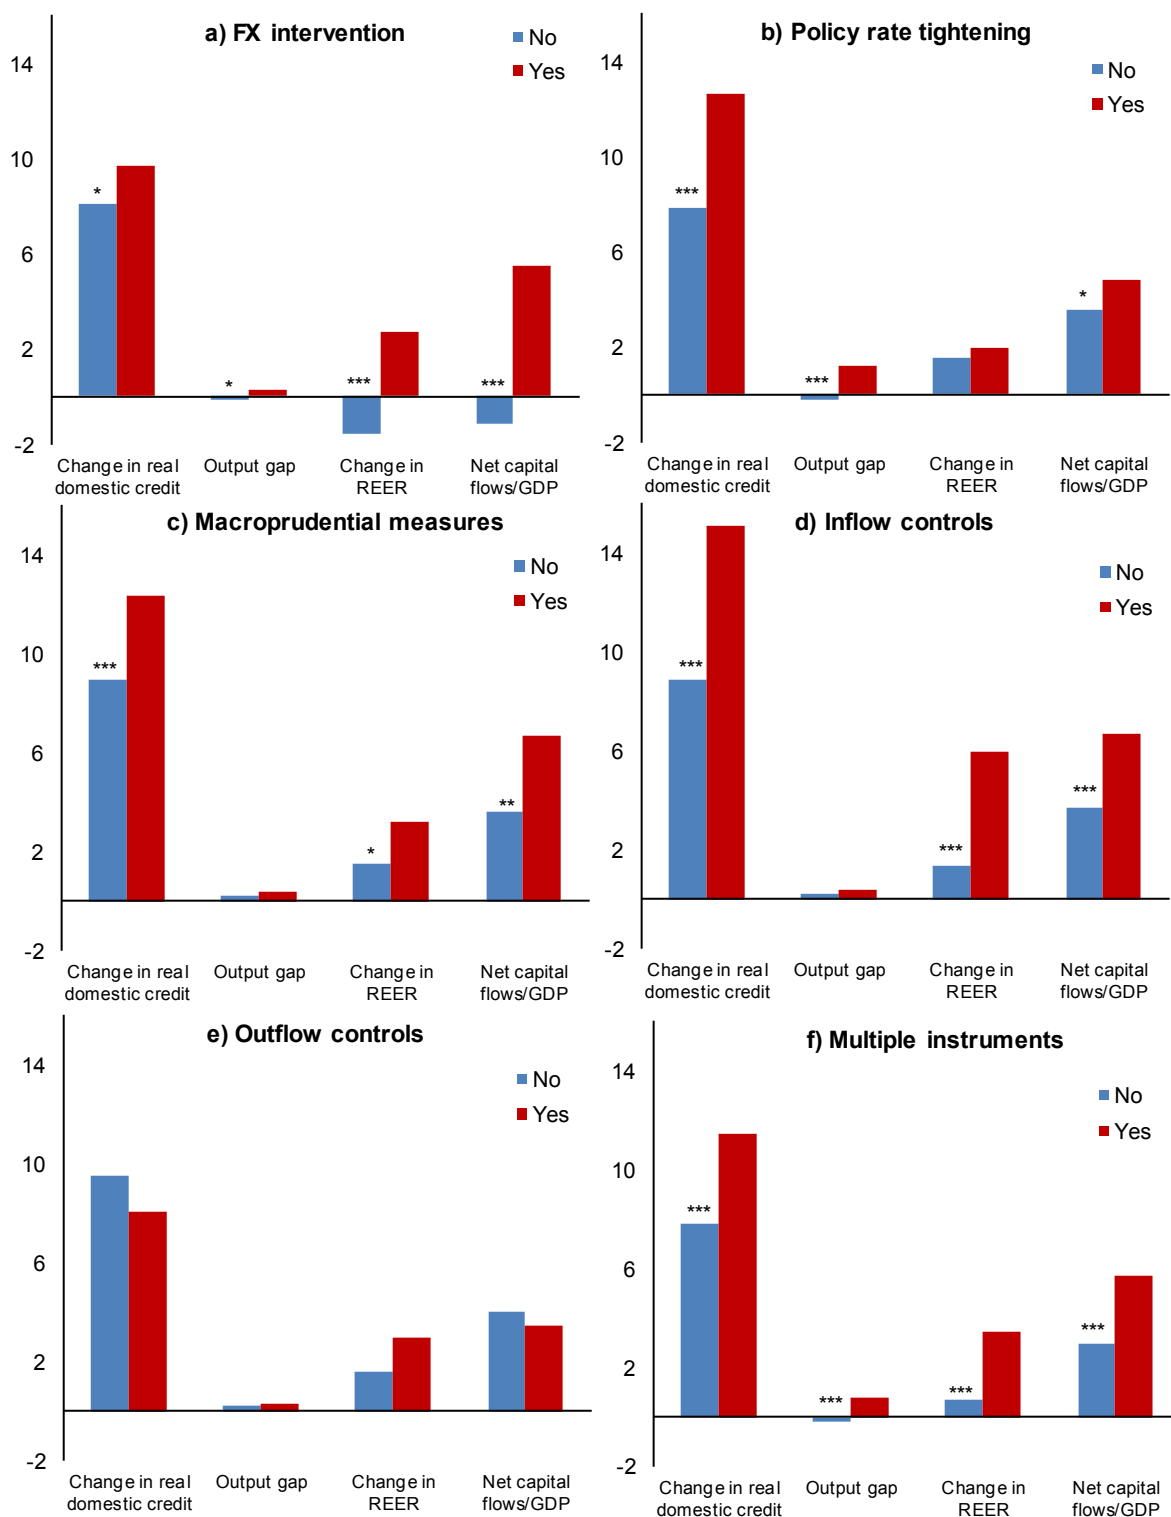 a) FX intervention
No
Yes
14
10
6
2
-2
*
*
***
***
Change in real
domestic credit
Output gap
Change in
REER
Net capital
flows/GDP
b) Policy rate tightening
No
Yes
14
10
6
2
-2
***
***
*
Change in real
domestic credit
Output gap
Change in
REER
Net capital
flows/GDP
c) Macroprudential measures
No
Yes
14
10
6
2
-2
***
*
**
Change in real
domestic credit
Output gap
Change in
REER
Net capital
flows/GDP
d) Inflow controls
No
Yes
14
10
6
2
-2
***
***
***
Change in real
domestic credit
Output gap
Change in
REER
Net capital
flows/GDP
e) Outflow controls
No
Yes
14
10
6
2
-2
Change in real
domestic credit
Output gap
Change in
REER
Net capital
flows/GDP
f) Multiple instruments
No
Yes
14
10
6
2
-2
***
***
***
***
Change in real
domestic credit
Output gap
Change in
REER
Net capital
flows/GDP